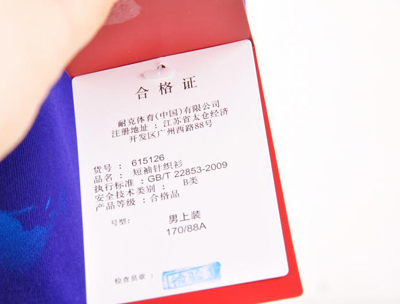 合格证
耐克体育(中国)有限公司
注册地址：江苏省太仓经济
开发区广州西路88号
货号：615126
品名：短袖针织衫
执行标准：GB/T 22853-2009
安全技术类别：B类
产品等级：合格品
号型：男上装
170/88A
检查员章：